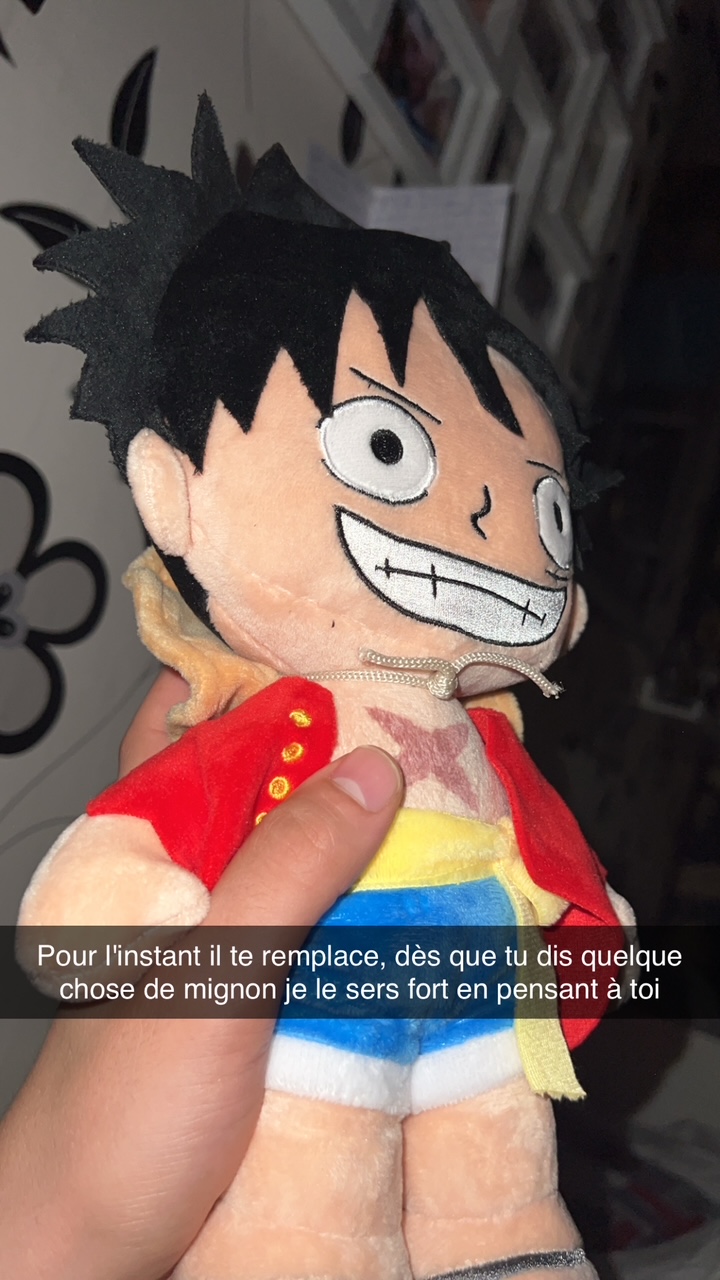 Pour l'instant il te remplace, dès que tu dis quelque
chose de mignon je le sers fort en pensant à toi